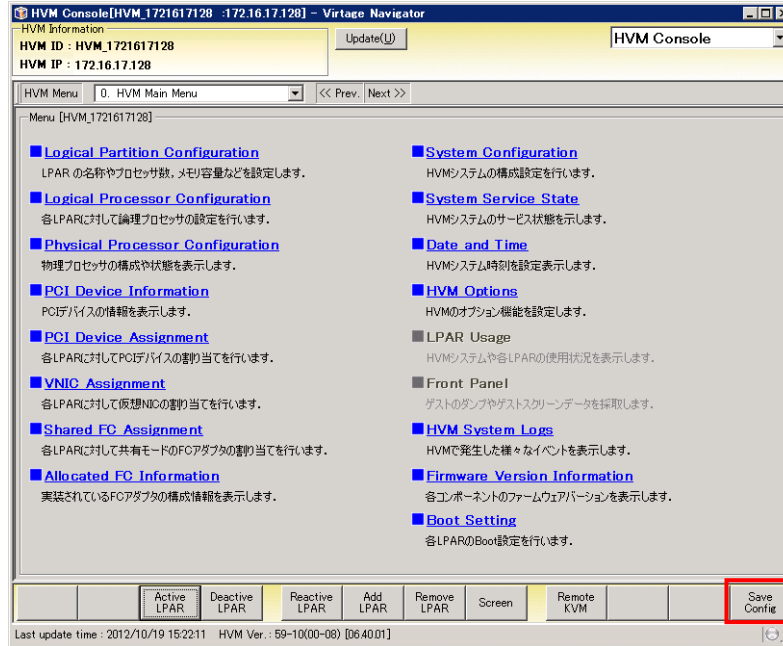 HVM Console[HVM_1721617128 :172.16.17.128] - Virtage Navigator
HVM Information
HVM ID : HVM_1721617128
HVM IP : 172.16.17.128
Update(U)
HVM Console
HVM Menu
0. HVM Main Menu
<< Prev. Next >>
Menu [HVM_1721617128]
Logical Partition Configuration
LPAR の名称やプロセッサ数, メモリ容量などを設定します.
Logical Processor Configuration
各LPARに対して論理プロセッサの設定を行います.
Physical Processor Configuration
物理プロセッサの構成や状態を表示します.
PCI Device Information
PCIデバイスの情報を表示します.
PCI Device Assignment
各LPARに対してPCIデバイスの割り当てを行います.
VNIC Assignment
各LPARに対して仮想NICの割り当てを行います.
Shared FC Assignment
各LPARに対して共有モードのFCアダプタの割り当てを行います.
Allocated FC Information
実装されているFCアダプタの構成情報を表示します.
System Configuration
HVMシステムの構成設定を行います.
System Service State
HVMシステムのサービス状態を示します.
Date and Time
HVMシステム時刻を設定表示します.
HVM Options
HVMのオプション機能を設定します.
LPAR Usage
HVMシステムや各LPARの使用状況を表示します.
Front Panel
ゲストのダンプやゲストスクリーンデータを採取します.
HVM System Logs
HVMで発生した様々なイベントを表示します.
Firmware Version Information
各コンポーネントのファームウェアバージョンを表示します.
Boot Setting
各LPARのBoot設定を行います.
Active LPAR
Deactive LPAR
Reactive LPAR
Add LPAR
Remove LPAR
Screen
Remote KVM
Save Config
Last update time : 2012/10/19 15:22:11 HVM Ver. : 59-10(00-08) [06.40.01]